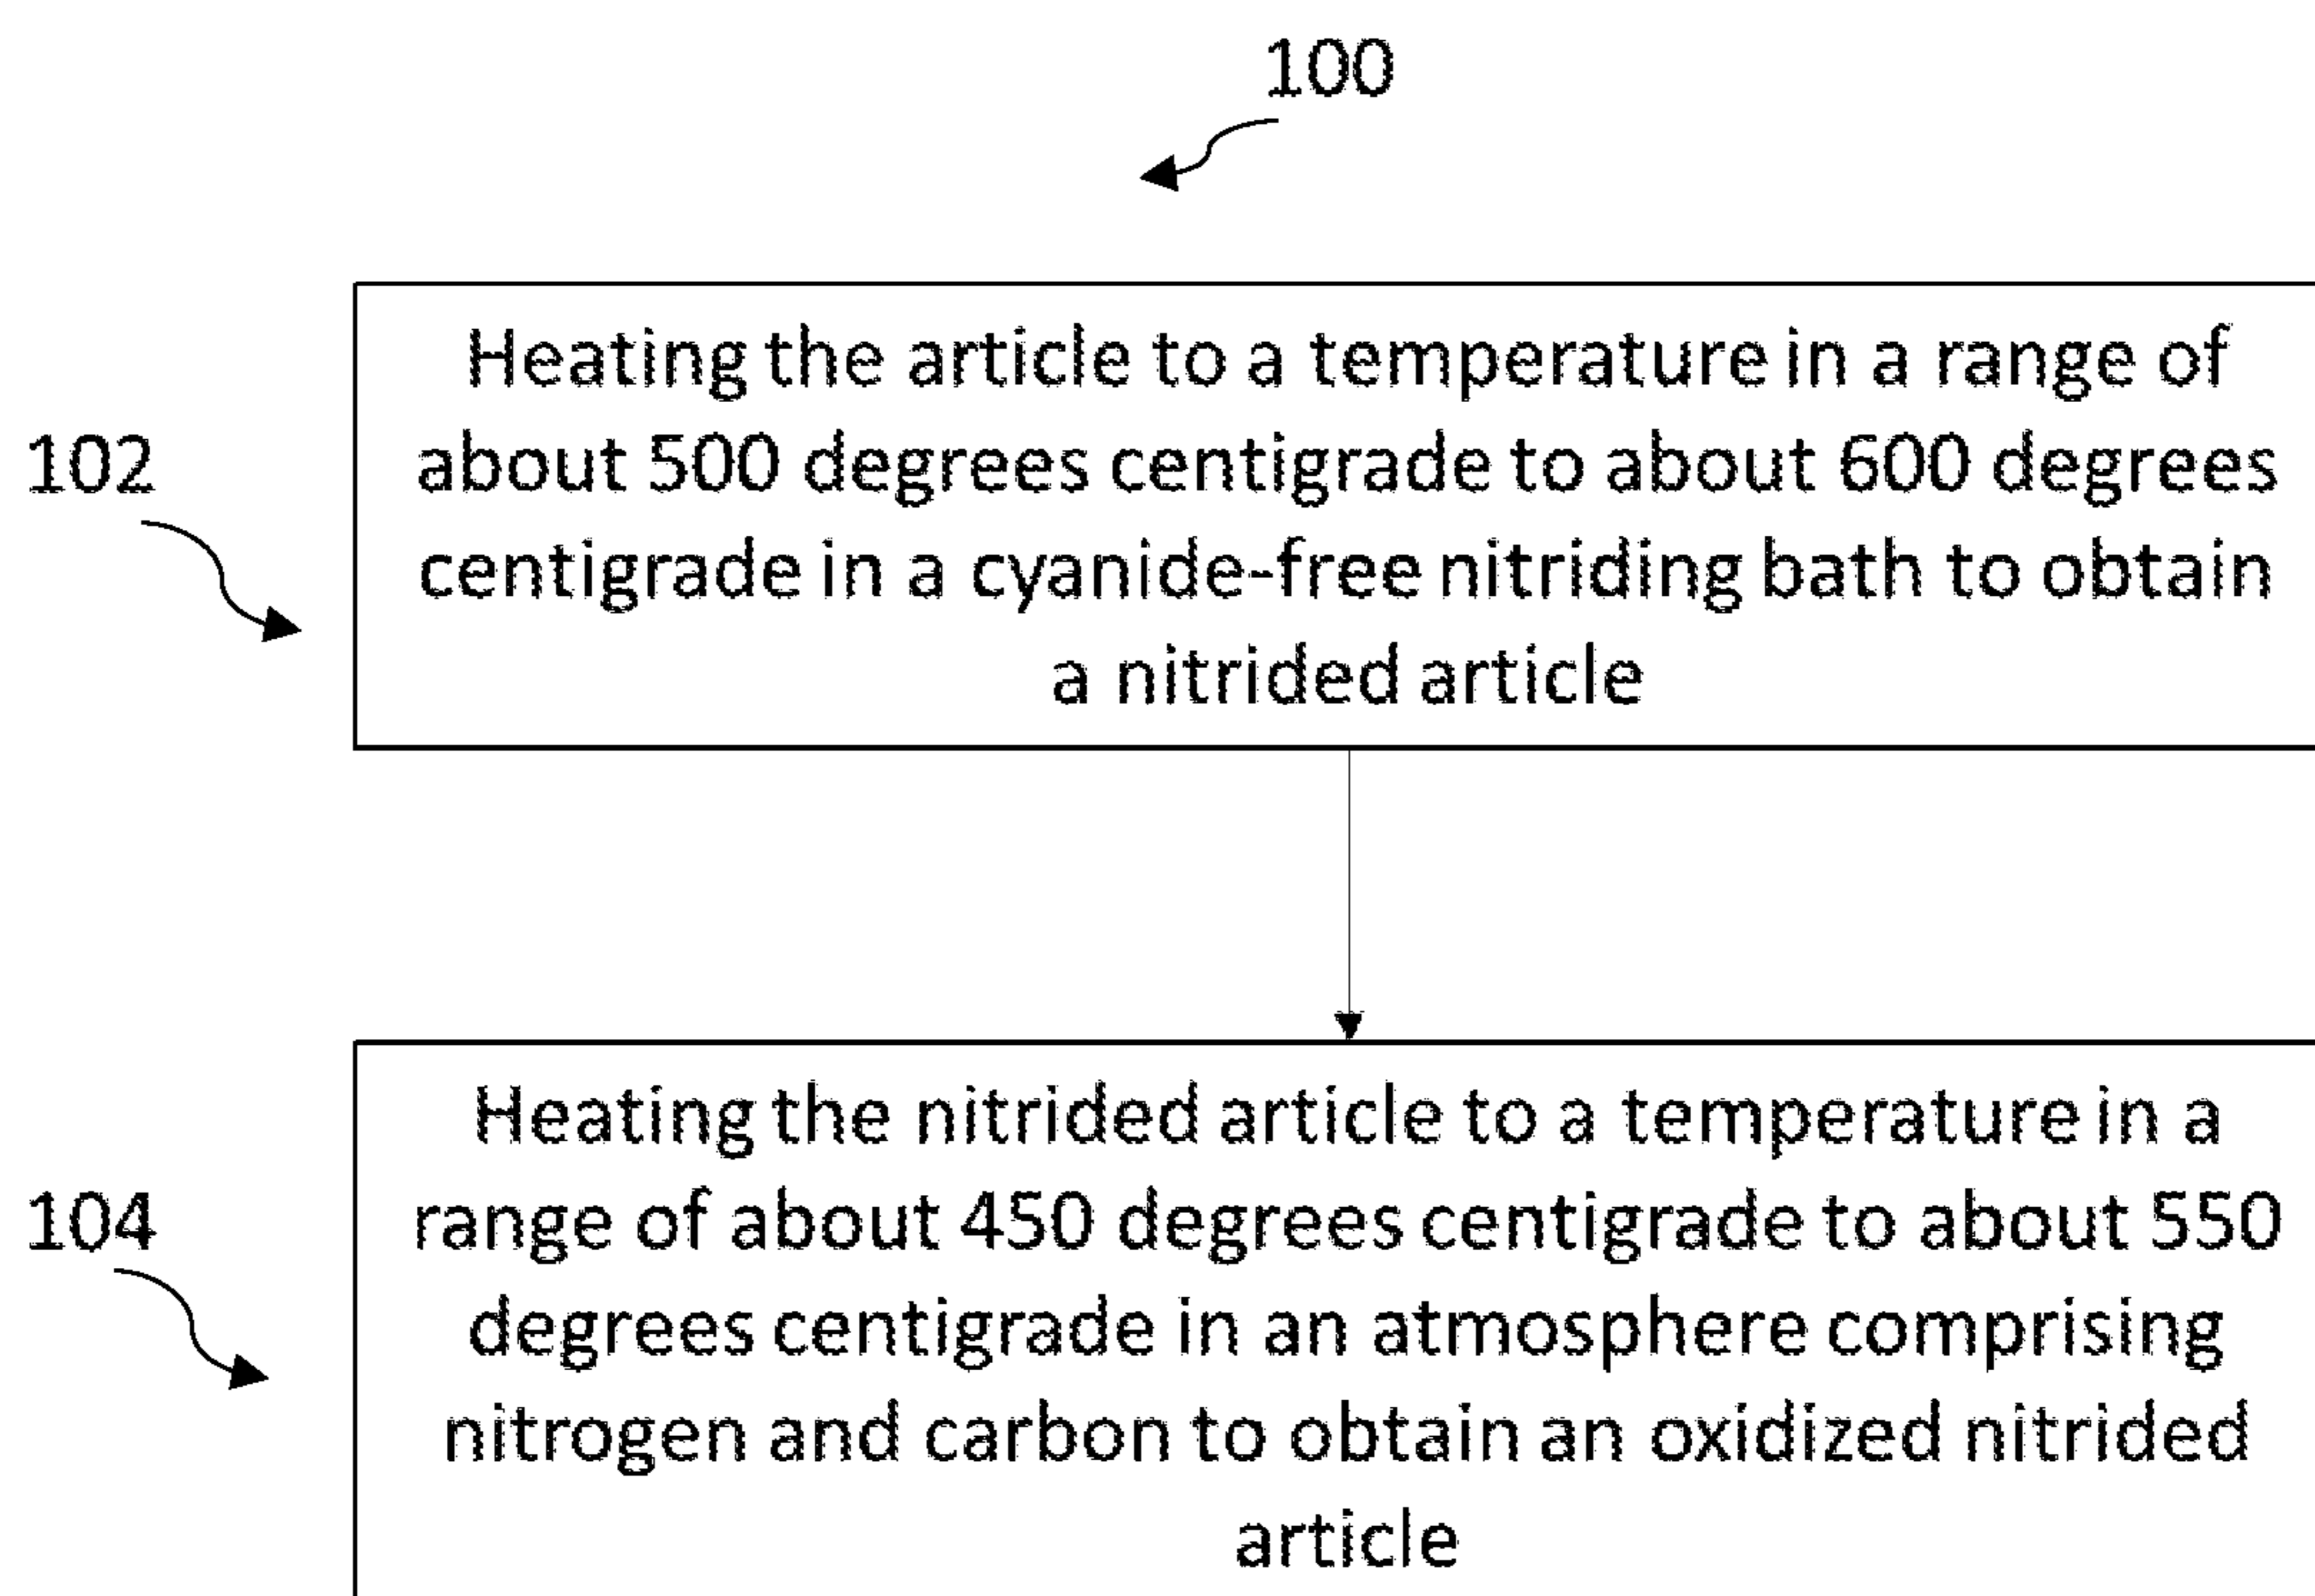 100
102
Heating the article to a temperature in a range of
about 500 degrees centigrade to about 600 degrees
centigrade in a cyanide-free nitriding bath to obtain
a nitrided article
104
Heating the nitrided article to a temperature in a
range of about 450 degrees centigrade to about 550
degrees centigrade in an atmosphere comprising
nitrogen and carbon to obtain an oxidized nitrided
article